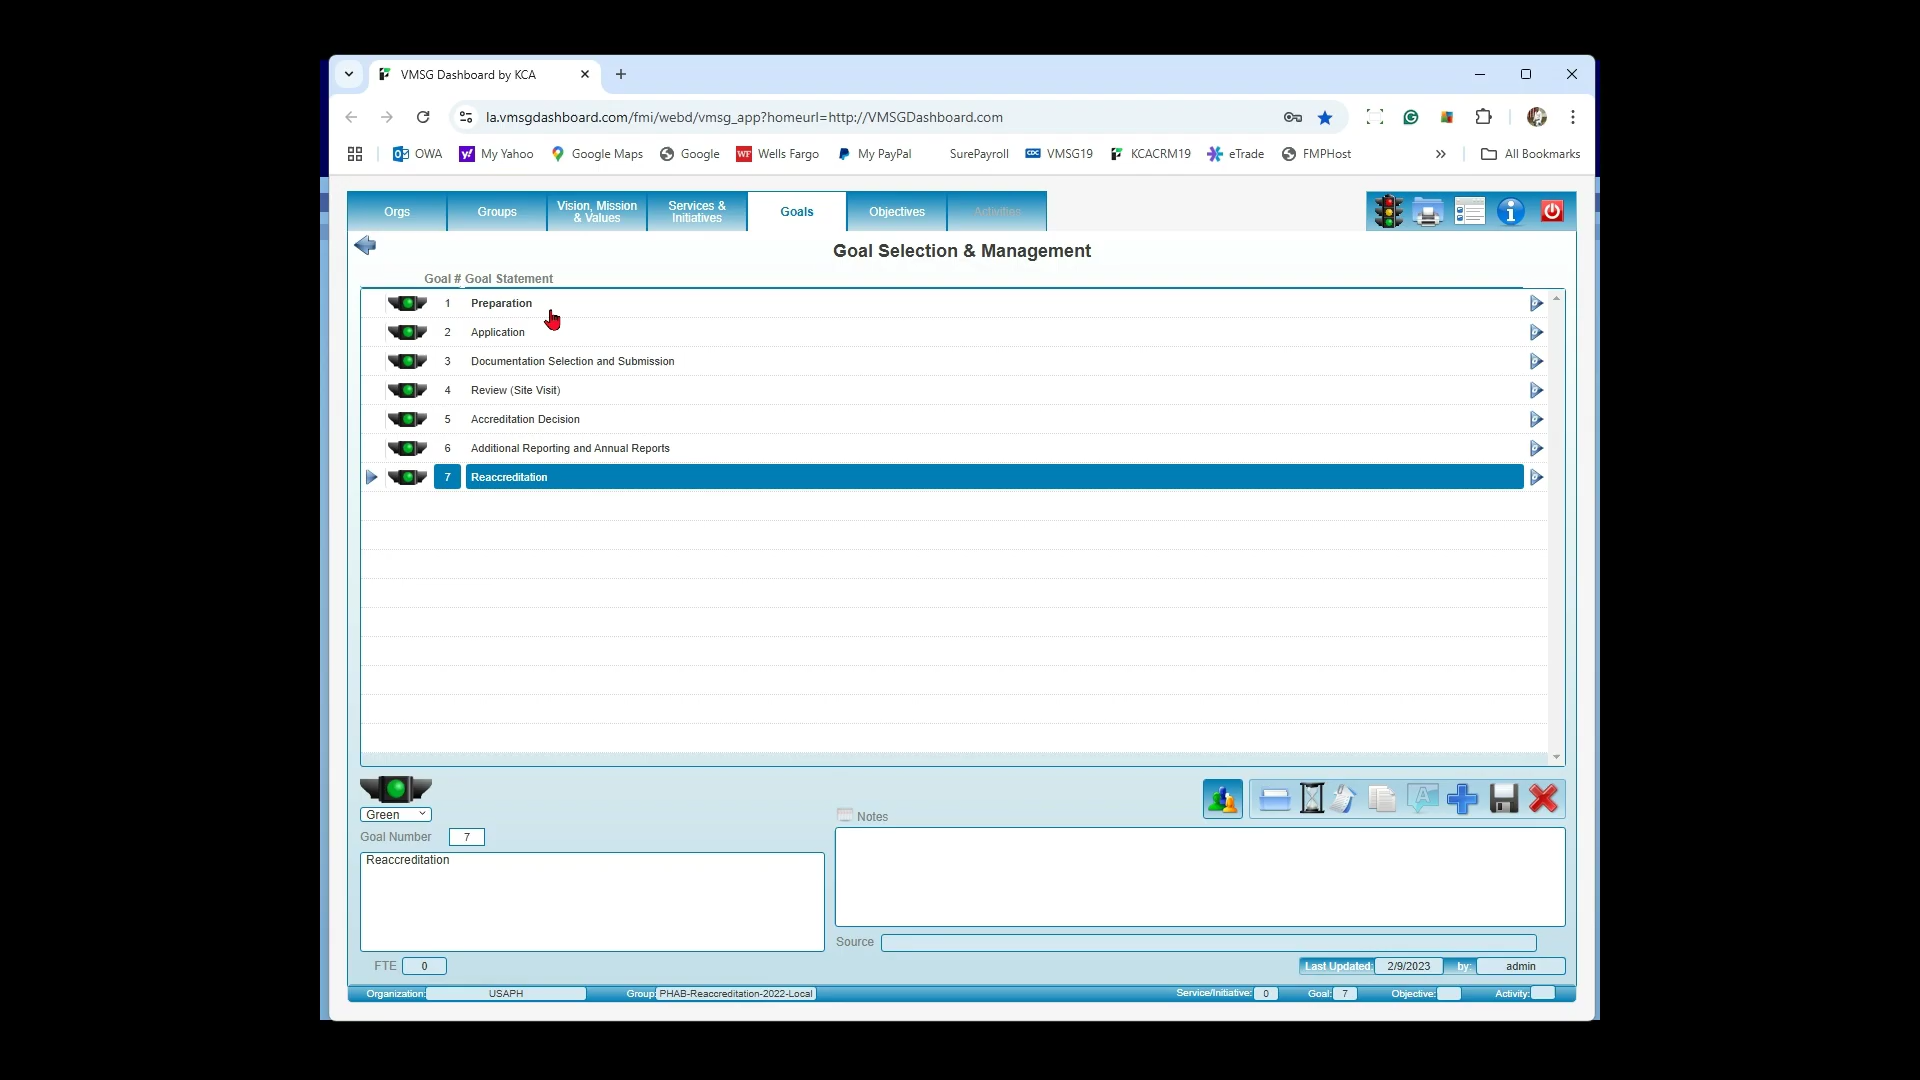 VMSG Dashboard by KCA
la.vmsgdashboard.com/fmi/webd/vmsg_app?homeurl=http://VMSGDashboard.com
OWA My Yahoo Google Maps Google WF Wells Fargo My PayPal SurePayroll CDC VMSG19 KCACRM19 eTrade FMPHost » All Bookmarks
Orgs Groups Vision, Mission & Values Services & Initiatives Goals Objectives Activities
Goal Selection & Management
Goal # Goal Statement
1 Preparation
2 Application
3 Documentation Selection and Submission
4 Review (Site Visit)
5 Accreditation Decision
6 Additional Reporting and Annual Reports
7 Reaccreditation
Green
Notes
Goal Number 7
Reaccreditation
Source
FTE 0
Last Updated: 2/9/2023 by: admin
Organization: USAPH Group: PHAB-Reaccreditation-2022-Local Service/Initiative: 0 Goal: 7 Objective: Activity: